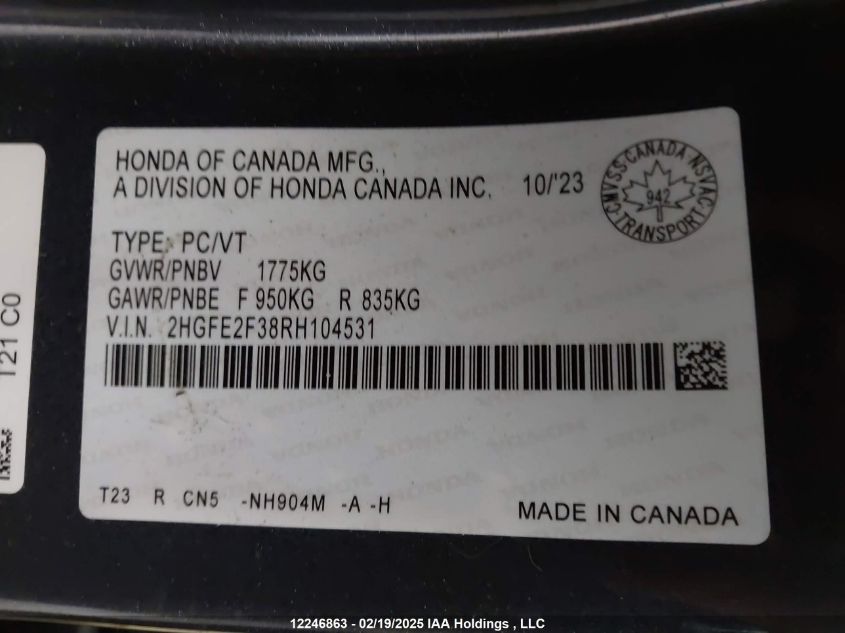 HONDA OF CANADA MFG.,
A DIVISION OF HONDA CANADA INC. 10/'23
CMVSS·CANADA·NSVAC
942
·TRANSPORT·
TYPE: PC/VT
GVWR/PNBV 1775KG
GAWR/PNBE F 950KG R 835KG
V.I.N. 2HGFE2F38RH104531
T23 R CN5 -NH904M -A -H
MADE IN CANADA
T21 C0
12246863 - 02/19/2025 IAA Holdings , LLC